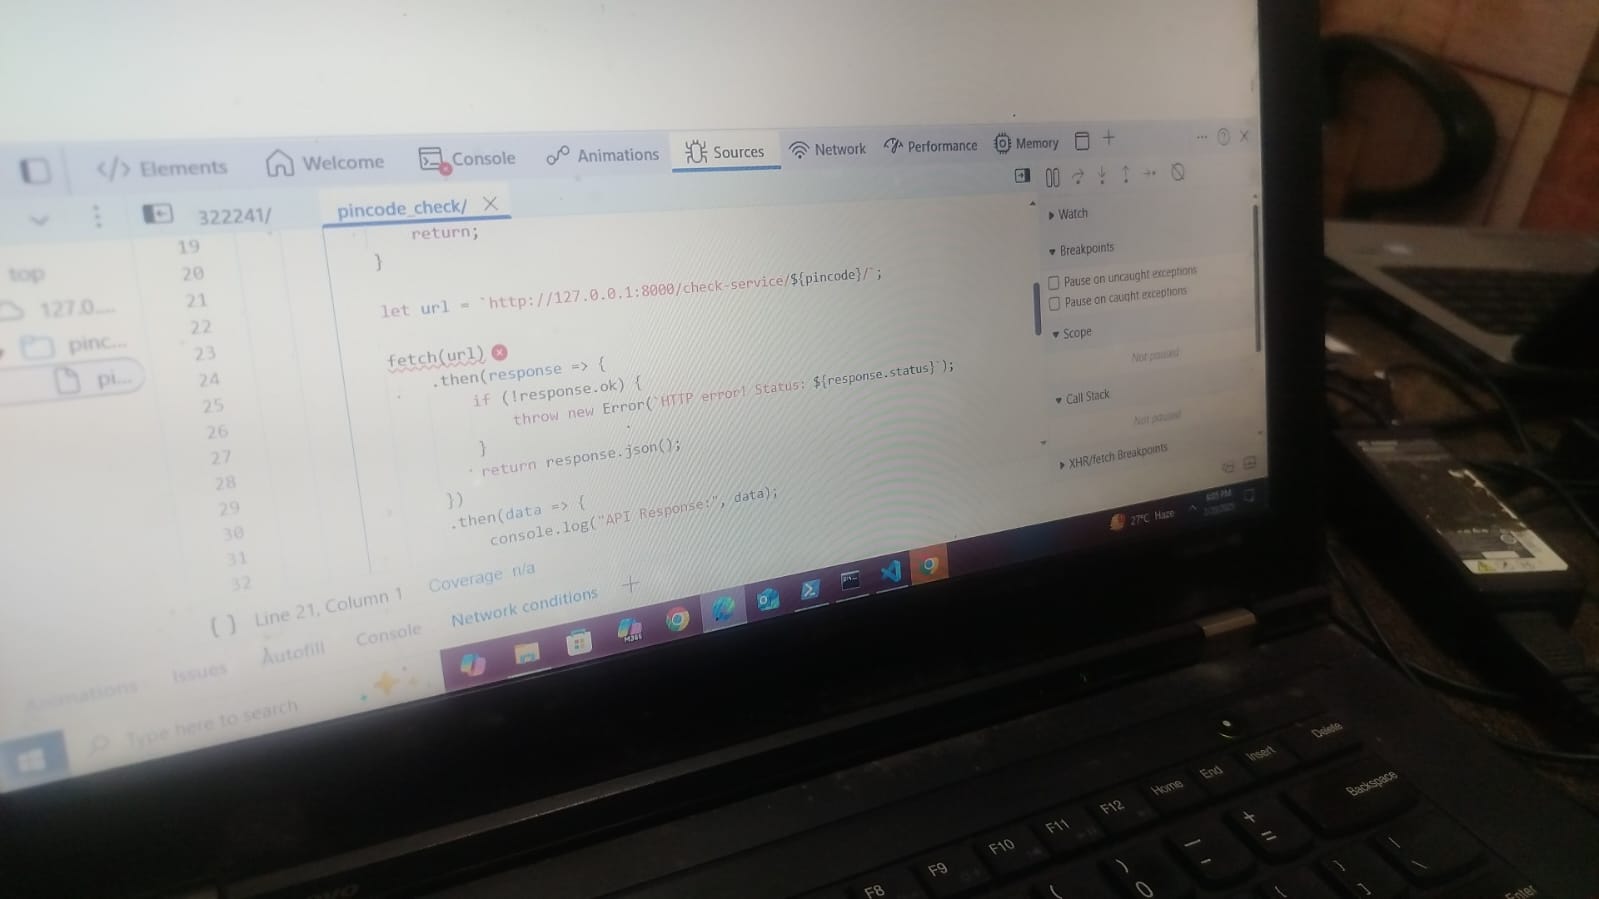 Elements Welcome Console Animations Sources Network Performance Memory
322241/ pincode_check/
top
127.0....
pinc...
pi...
19
20
21
22
23
24
25
26
27
28
29
30
31
32
return;
}
let url = `http://127.0.0.1:8000/check-service/${pincode}/`;
fetch(url)
.then(response => {
if (!response.ok) {
throw new Error(`HTTP error! Status: ${response.status}`);
}
return response.json();
})
.then(data => {
console.log("API Response:", data);
Watch
Breakpoints
Pause on uncaught exceptions
Pause on caught exceptions
Scope
Not paused
Call Stack
Not paused
XHR/fetch Breakpoints
{ } Line 21, Column 1 Coverage n/a
Animations Issues Autofill Console Network conditions
Type here to search
M365
27°C Haze
6:05 PM
F8 F9 F10 F11 F12 Home End Insert Delete
) 0 — - + = Backspace
Enter